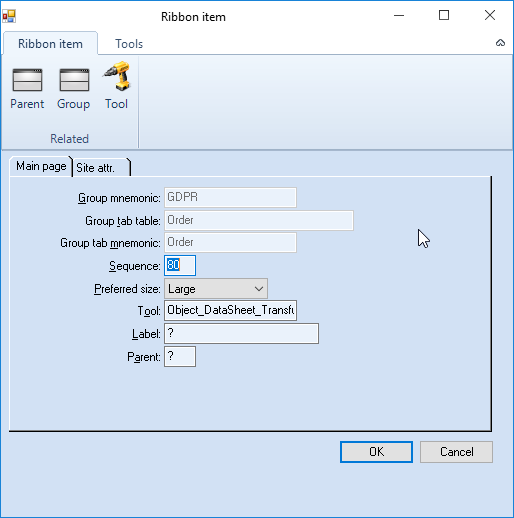 Ribbon item
Ribbon item Tools
Parent Group Tool
Related
Main page Site attr.
Group mnemonic: GDPR
Group tab table: Order
Group tab mnemonic: Order
Sequence: 80
Preferred size: Large
Tool: Object_DataSheet_Transfu
Label: ?
Parent: ?
OK Cancel